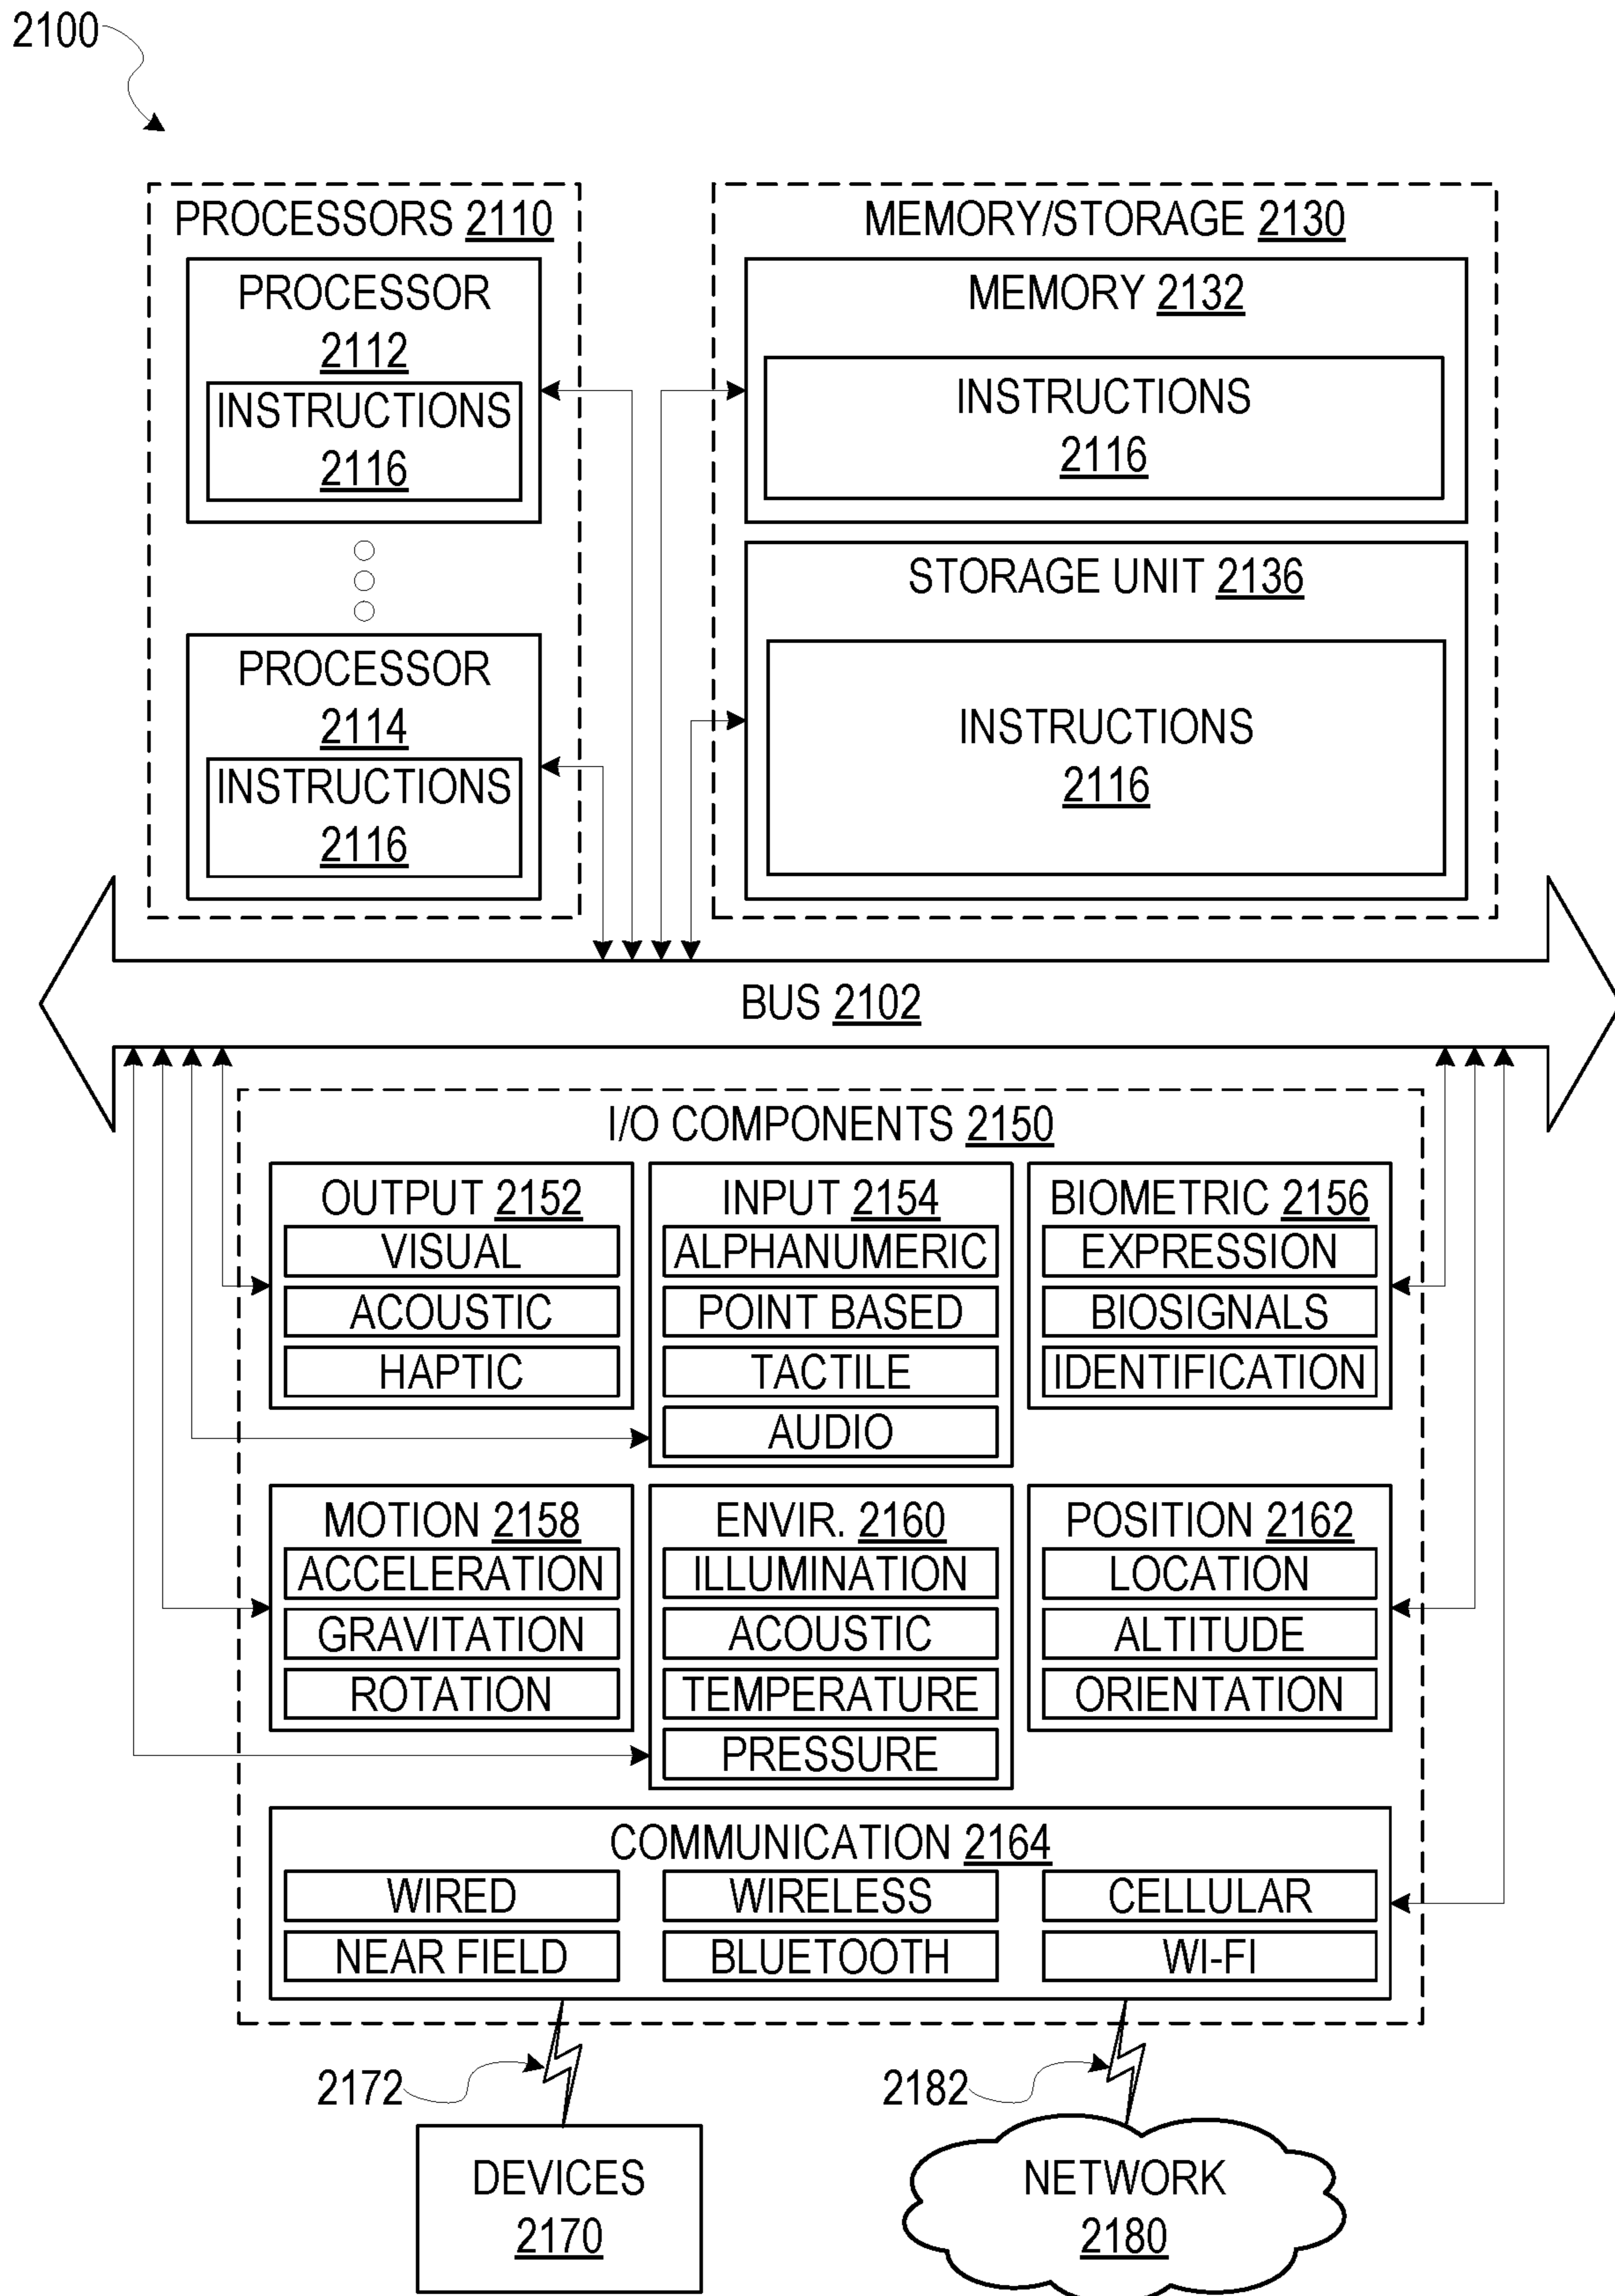 2100
PROCESSORS 2110
PROCESSOR
2112
INSTRUCTIONS
2116
PROCESSOR
2114
INSTRUCTIONS
2116
MEMORY/STORAGE 2130
MEMORY 2132
INSTRUCTIONS
2116
STORAGE UNIT 2136
INSTRUCTIONS
2116
BUS 2102
I/O COMPONENTS 2150
OUTPUT 2152
VISUAL
ACOUSTIC
HAPTIC
INPUT 2154
ALPHANUMERIC
POINT BASED
TACTILE
AUDIO
BIOMETRIC 2156
EXPRESSION
BIOSIGNALS
IDENTIFICATION
MOTION 2158
ACCELERATION
GRAVITATION
ROTATION
ENVIR. 2160
ILLUMINATION
ACOUSTIC
TEMPERATURE
PRESSURE
POSITION 2162
LOCATION
ALTITUDE
ORIENTATION
COMMUNICATION 2164
WIRED
WIRELESS
CELLULAR
NEAR FIELD
BLUETOOTH
WI-FI
2172
2182
DEVICES
2170
NETWORK
2180